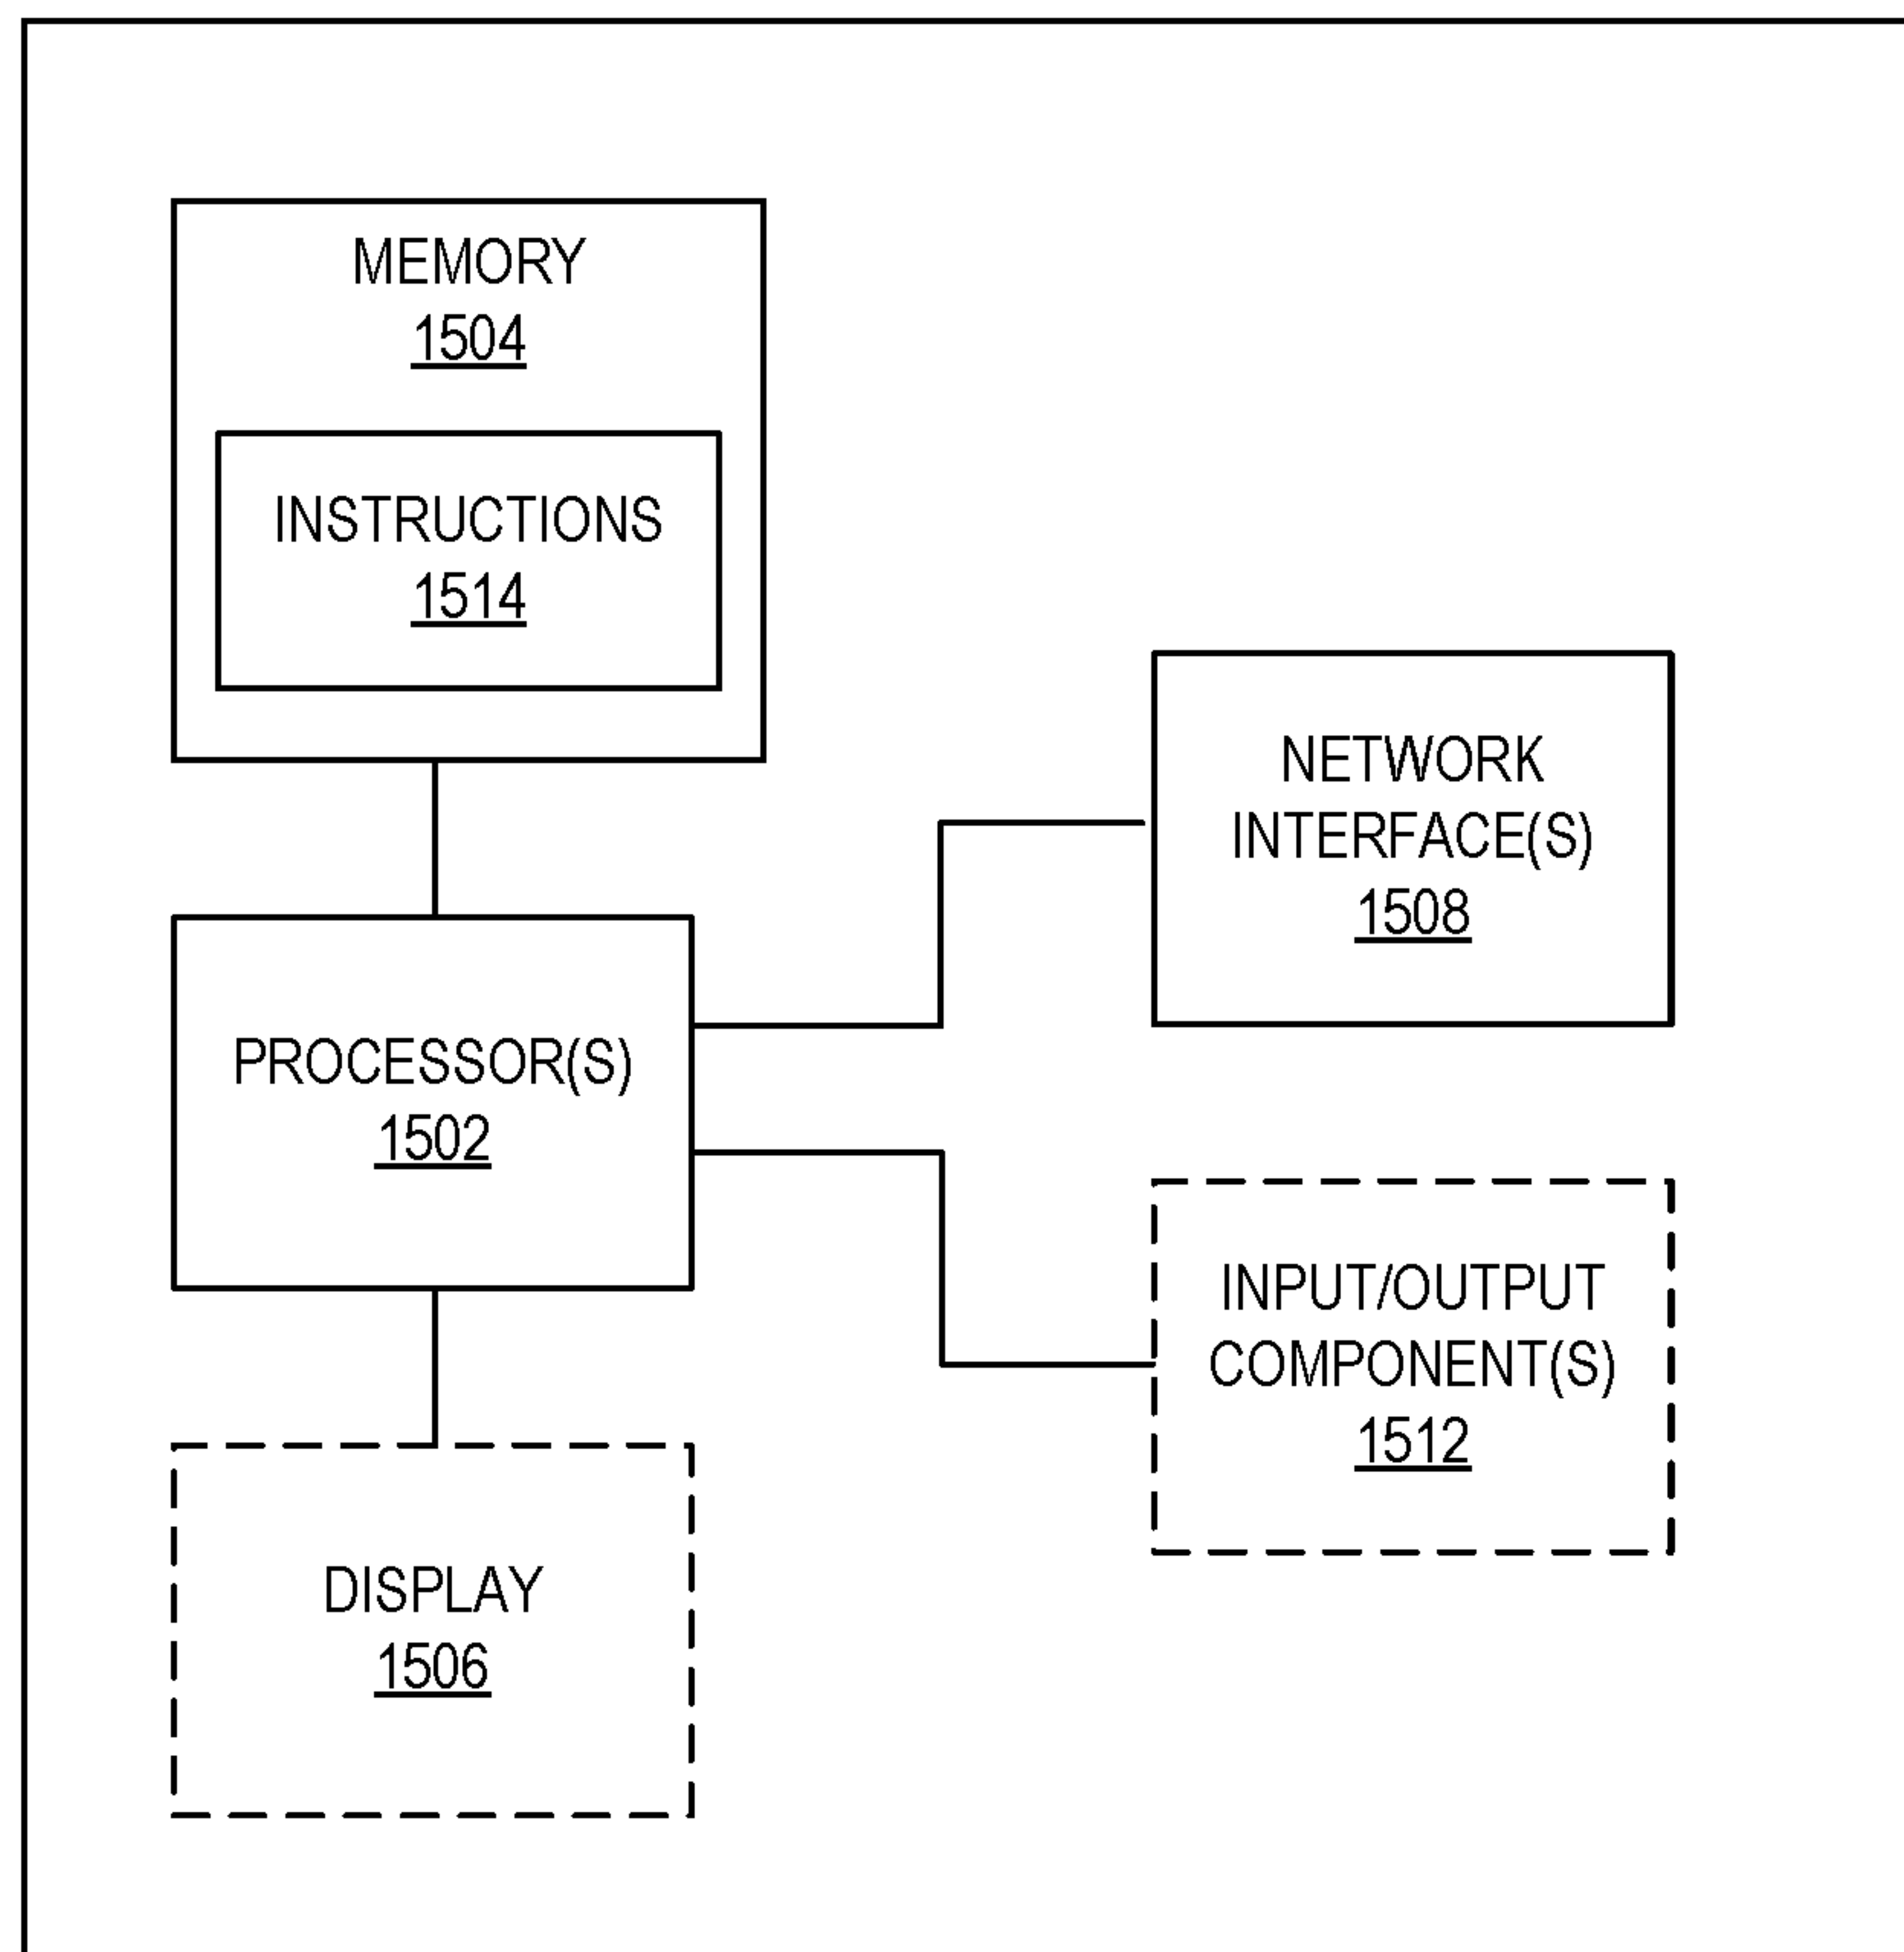 MEMORY
1504
INSTRUCTIONS
1514
NETWORK
INTERFACE(S)
1508
PROCESSOR(S)
1502
INPUT/OUTPUT
COMPONENT(S)
1512
DISPLAY
1506